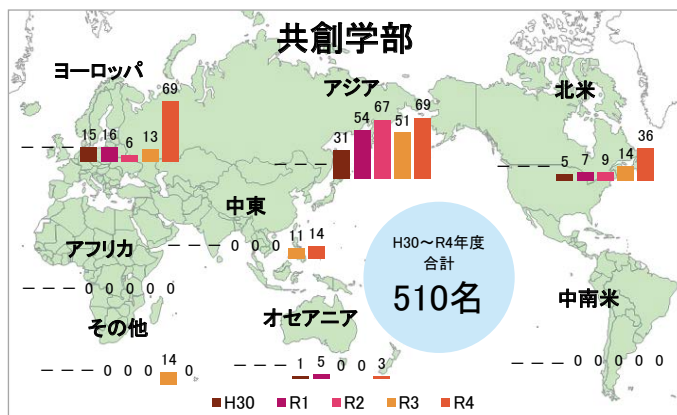 共創学部
ヨーロッパ
－－－ 15 16 6 13 69
アジア
－－－ 31 54 67 51 69
北米
－－－ 5 7 9 14 36
中東
－－－ 0 0 0 11 14
アフリカ
－－－ 0 0 0 0 0
H30～R4年度
合計
510名
その他
－－－ 0 0 0 14 0
オセアニア
－－－ 1 5 0 0 3
中南米
－－－ 0 0 0 0 0
H30 R1 R2 R3 R4